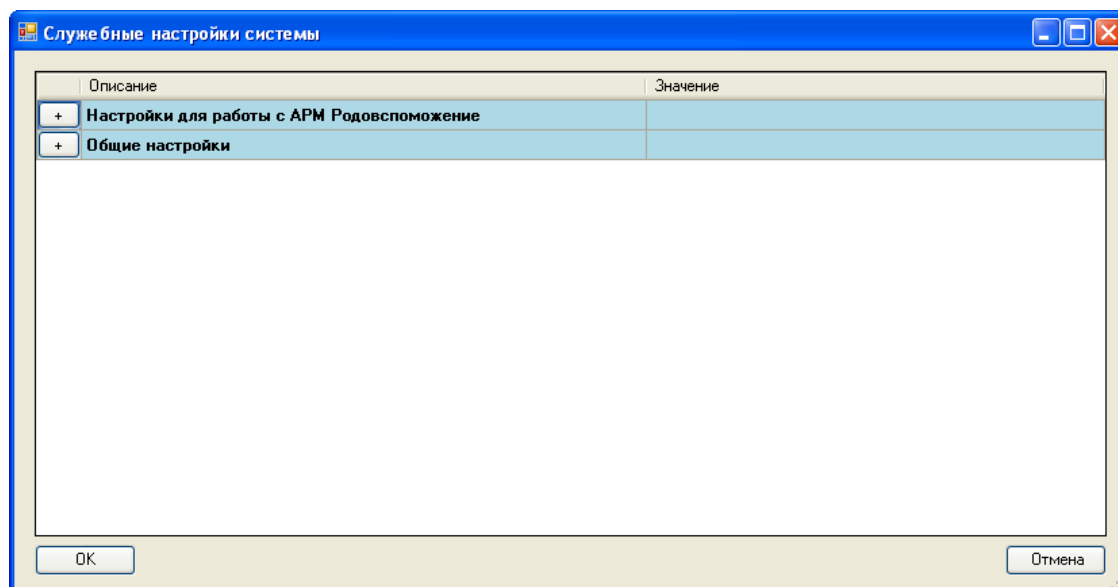 Служебные настройки системы
Описание Значение
+ Настройки для работы с АРМ Родовспоможение
+ Общие настройки
OK Отмена